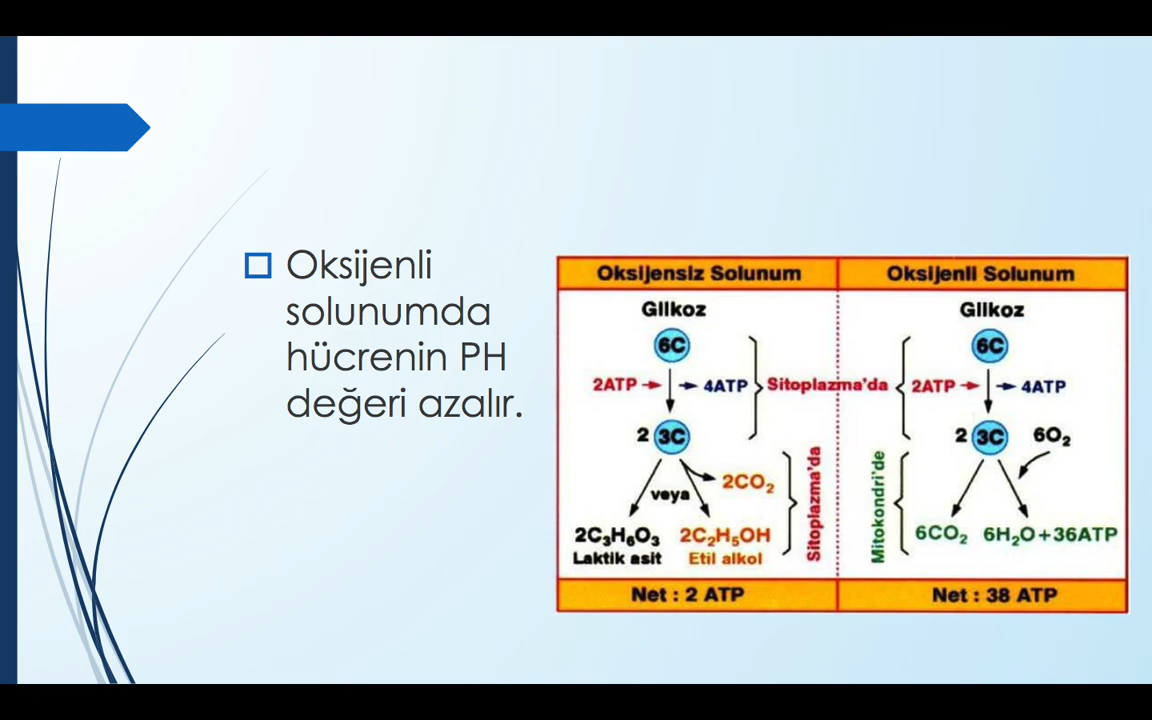 Oksijenli
solunumda
hücrenin PH
değeri azalır.
Oksijensiz Solunum
Glikoz
6C
2ATP
4ATP
2 3C
veya
2CO₂
2C₃H₆O₃
Laktik asit
2C₂H₅OH
Etil alkol
Sitoplazma'da
Net : 2 ATP
Sitoplazma'da
Oksijenli Solunum
Glikoz
6C
2ATP
4ATP
2 3C
6O₂
Mitokondri'de
6CO₂ 6H₂O+36ATP
Net : 38 ATP